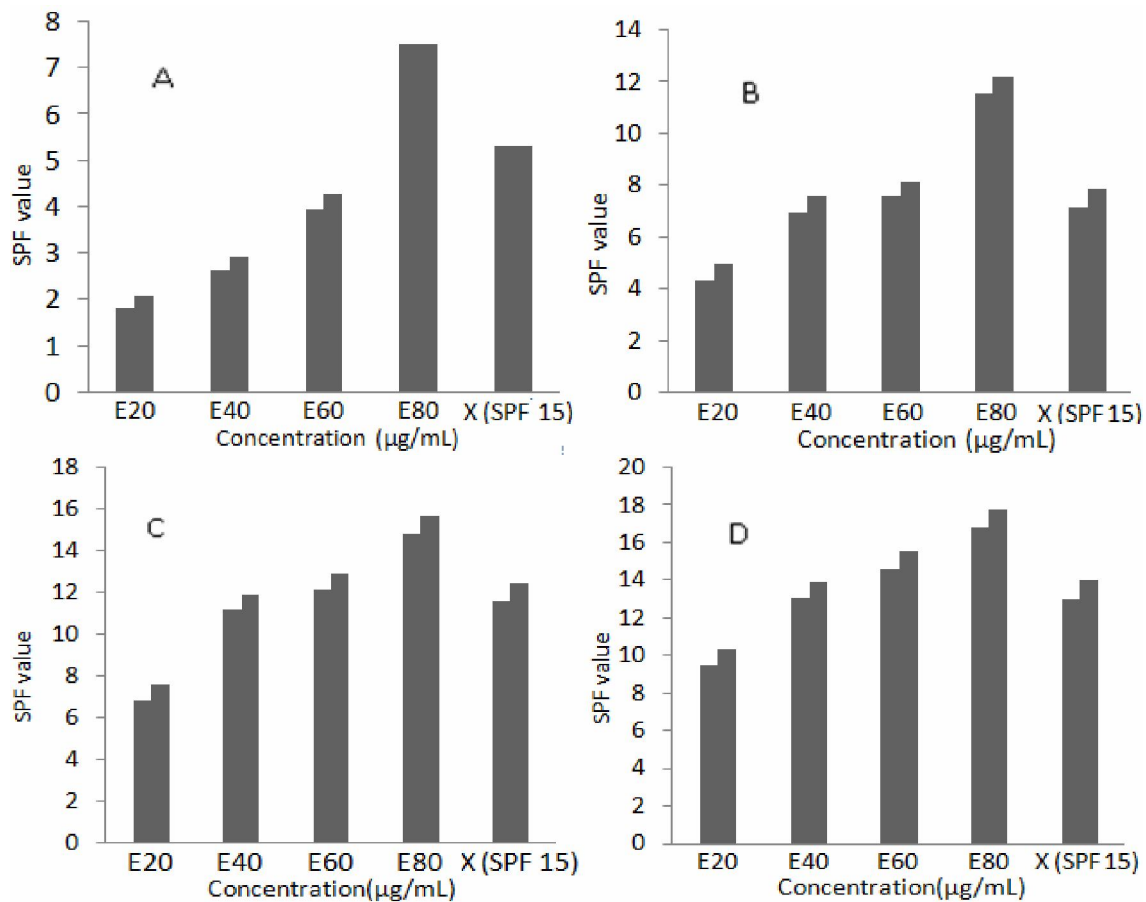 A
SPF value
8
7
6
5
4
3
2
1
0
E20 E40 E60 E80 X (SPF 15)
Concentration (µg/mL)
B
SPF value
14
12
10
8
6
4
2
0
E20 E40 E60 E80 X (SPF 15)
Concentration (µg/mL)
C
SPF value
18
16
14
12
10
8
6
4
2
0
E20 E40 E60 E80 X (SPF 15)
Concentration(µg/mL)
D
SPF value
20
18
16
14
12
10
8
6
4
2
0
E20 E40 E60 E80 X (SPF 15)
Concentration(µg/mL)